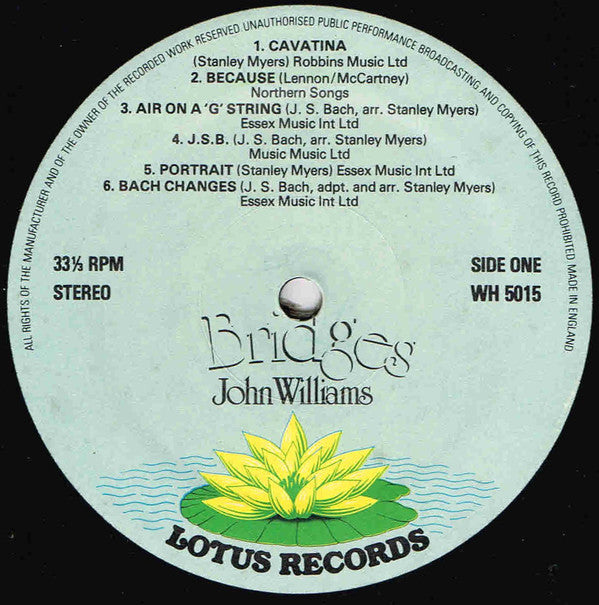 ALL RIGHTS OF THE MANUFACTURER AND OF THE OWNER OF THE RECORDED WORK RESERVED. UNAUTHORISED PUBLIC PERFORMANCE BROADCASTING AND COPYING OF THIS RECORD PROHIBITED MADE IN ENGLAND
1. CAVATINA
(Stanley Myers) Robbins Music Ltd
2. BECAUSE (Lennon/McCartney)
Northern Songs
3. AIR ON A 'G' STRING (J. S. Bach, arr. Stanley Myers)
Essex Music Int Ltd
4. J.S.B. (J. S. Bach, arr. Stanley Myers)
Music Music Ltd
5. PORTRAIT (Stanley Myers) Essex Music Int Ltd
6. BACH CHANGES (J. S. Bach, adpt. and arr. Stanley Myers)
Essex Music Int Ltd
33⅓ RPM
STEREO
SIDE ONE
WH 5015
Bridges
John Williams
LOTUS RECORDS